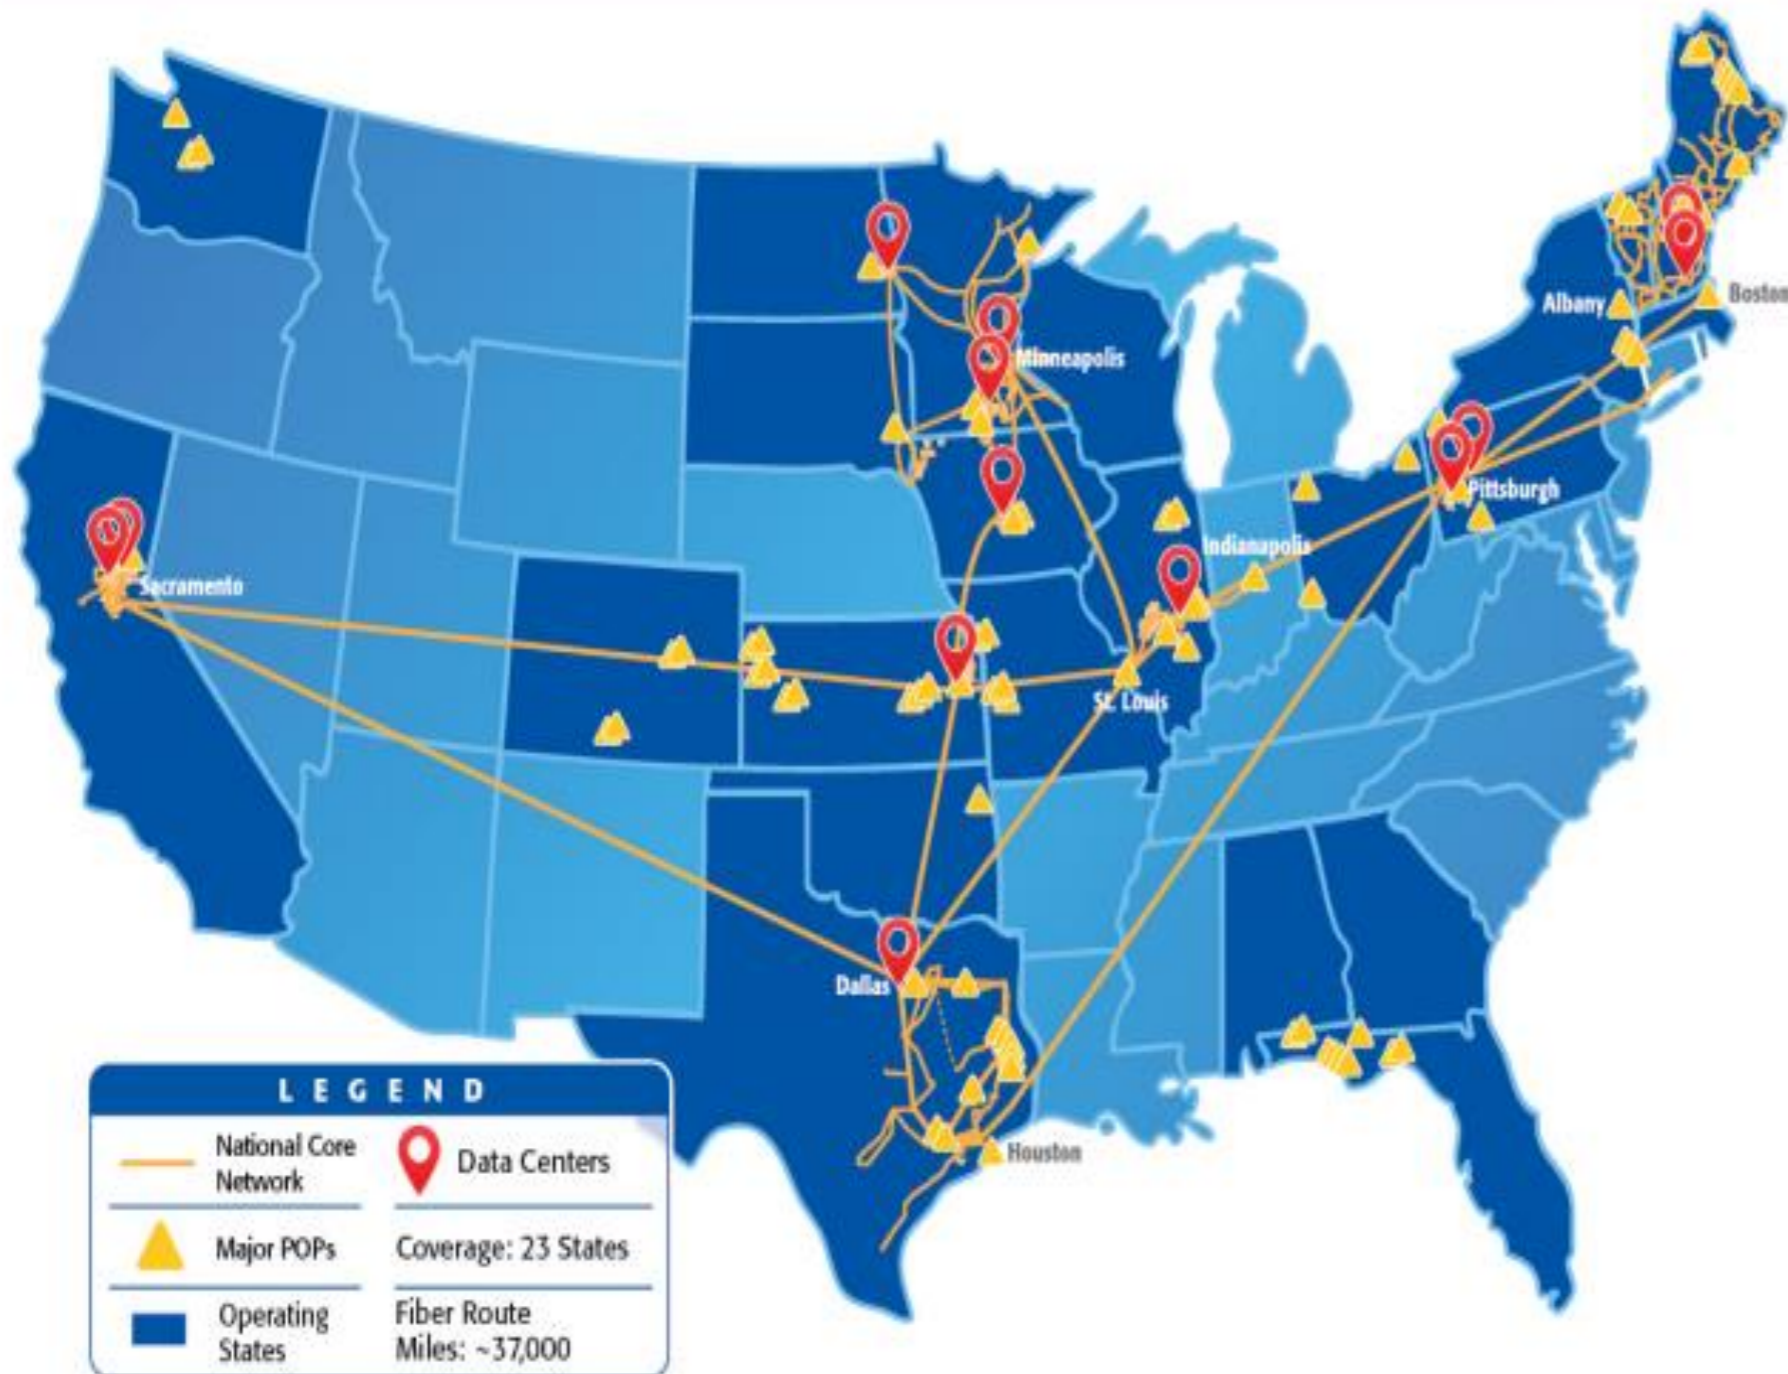 Albany
Boston
Minneapolis
Pittsburgh
Indianapolis
Sacramento
St. Louis
Dallas
Houston
LEGEND
National Core
Network
Data Centers
Major POPs
Coverage: 23 States
Operating
States
Fiber Route
Miles: ~37,000